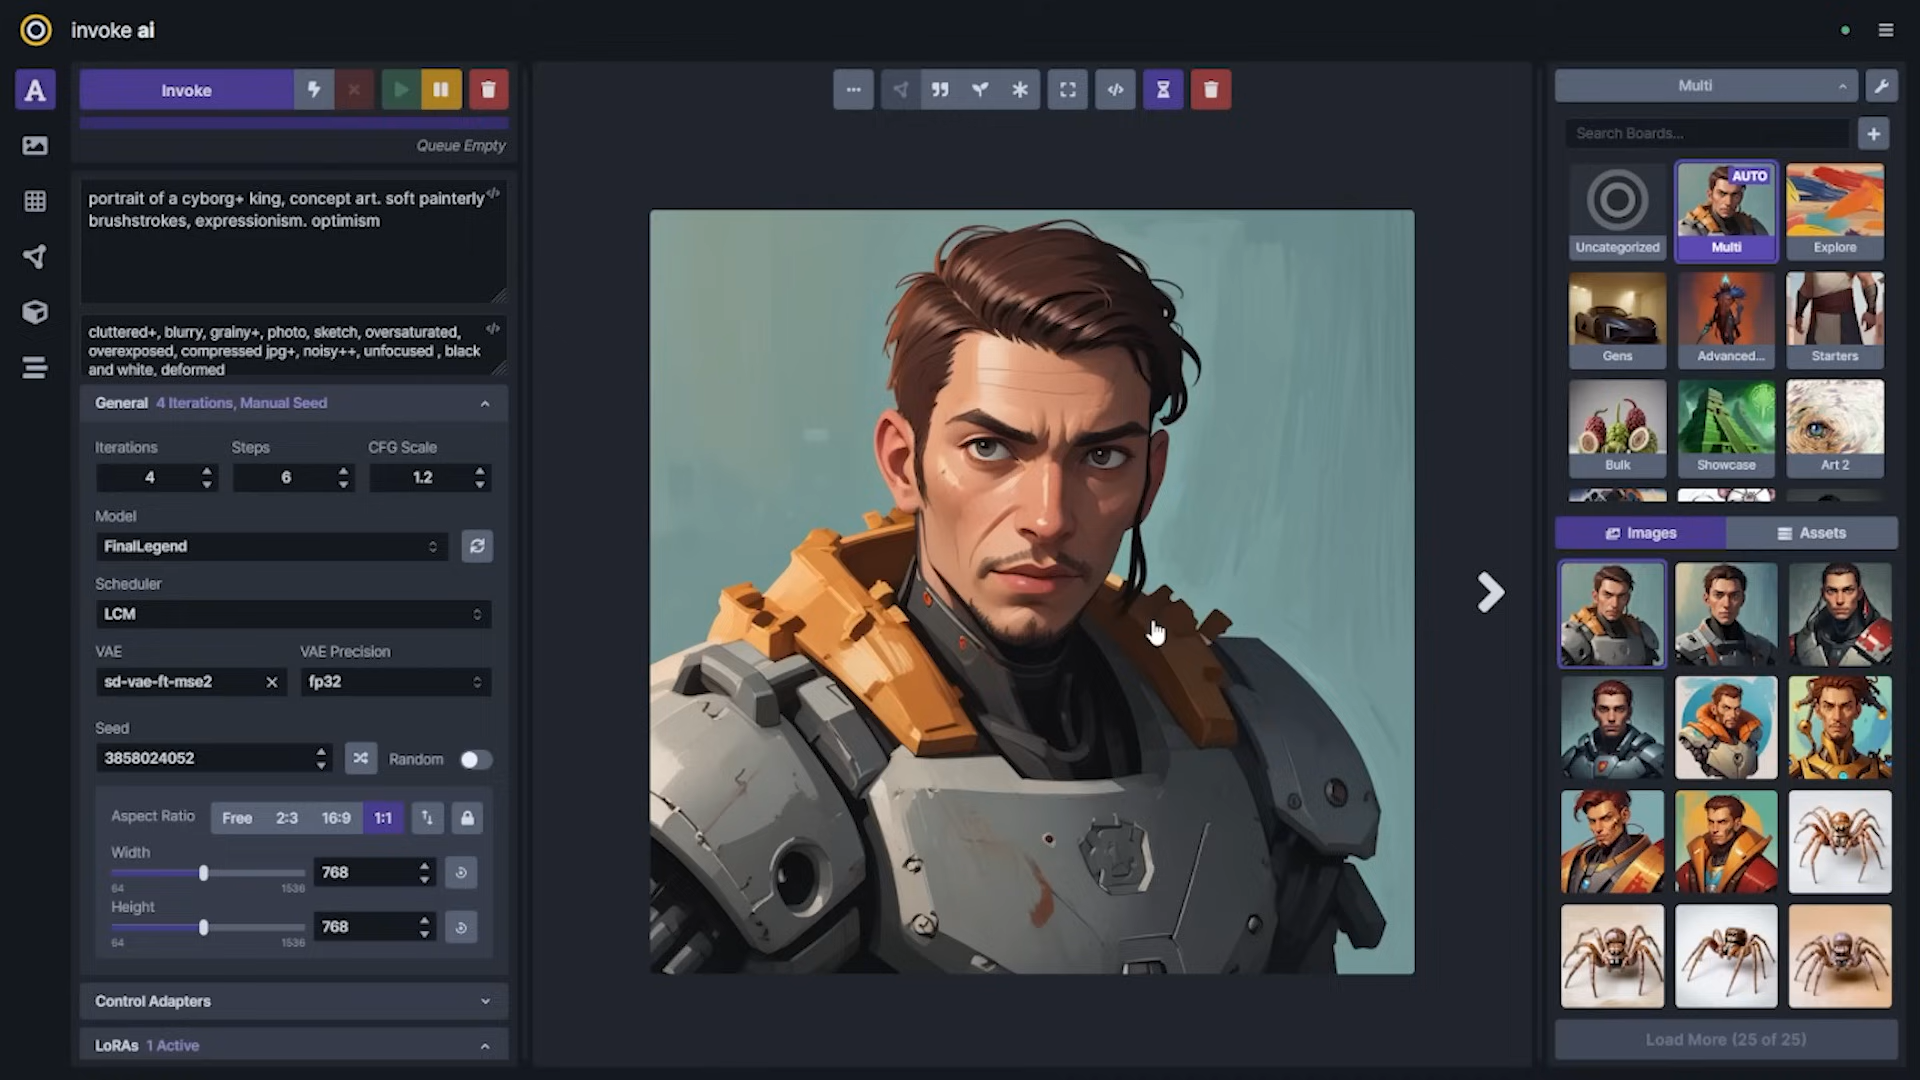 invoke ai
Invoke
Queue Empty
portrait of a cyborg+ king, concept art. soft painterly
brushstrokes, expressionism. optimism
cluttered+, blurry, grainy+, photo, sketch, oversaturated,
overexposed, compressed jpg+, noisy++, unfocused , black
and white, deformed
General 4 Iterations, Manual Seed
Iterations Steps CFG Scale
4 6 1.2
Model
FinalLegend
Scheduler
LCM
VAE VAE Precision
sd-vae-ft-mse2 fp32
Seed
3858024052 Random
Aspect Ratio Free 2:3 16:9 1:1
Width
768
64 1536
Height
768
64 1536
Control Adapters
LoRAs 1 Active
Multi
Search Boards...
AUTO
Uncategorized Multi Explore
Gens Advanced... Starters
Bulk Showcase Art 2
Images Assets
Load More (25 of 25)